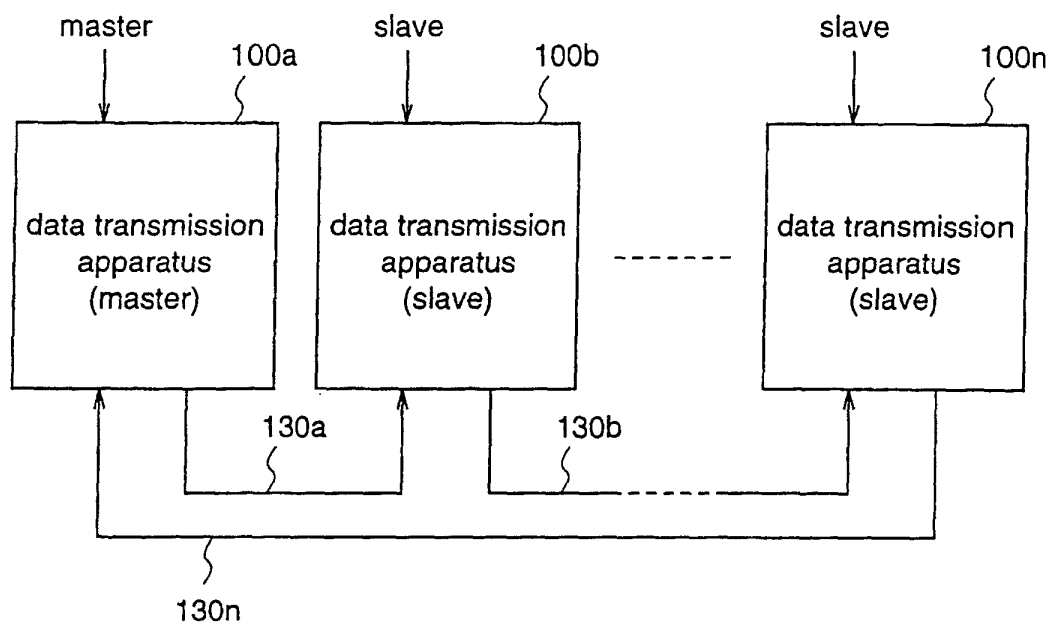 master
slave
slave
100a
100b
100n
data transmission
apparatus
(master)
data transmission
apparatus
(slave)
data transmission
apparatus
(slave)
130a
130b
130n